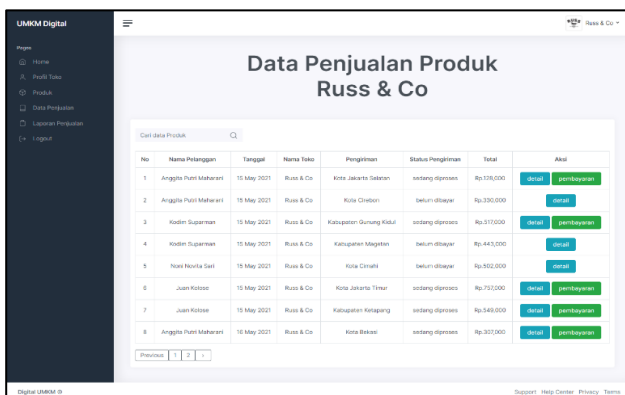 UMKM Digital
Russ & Co
Pages
Home
Profil Toko
Produk
Data Penjualan
Laporan Penjualan
Logout
Data Penjualan Produk
Russ & Co
Cari data Produk
No Nama Pelanggan Tanggal Nama Toko Pengiriman Status Pengiriman Total Aksi
1 Anggita Putri Maharani 15 May 2021 Russ & Co Kota Jakarta Selatan sedang diproses Rp.128,000 detail pembayaran
2 Anggita Putri Maharani 15 May 2021 Russ & Co Kota Cirebon belum dibayar Rp.330,000 detail
3 Kodim Suparman 15 May 2021 Russ & Co Kabupaten Gunung Kidul sedang diproses Rp.517,000 detail pembayaran
4 Kodim Suparman 15 May 2021 Russ & Co Kabupaten Magetan belum dibayar Rp.443,000 detail
5 Noni Novita Sari 15 May 2021 Russ & Co Kota Cimahi belum dibayar Rp.502,000 detail
6 Juan Kolose 15 May 2021 Russ & Co Kota Jakarta Timur sedang diproses Rp.757,000 detail pembayaran
7 Juan Kolose 15 May 2021 Russ & Co Kabupaten Ketapang sedang diproses Rp.549,000 detail pembayaran
8 Anggita Putri Maharani 16 May 2021 Russ & Co Kota Bekasi sedang diproses Rp.307,000 detail pembayaran
Previous 1 2 ›
Digital UMKM ©
Support Help Center Privacy Terms